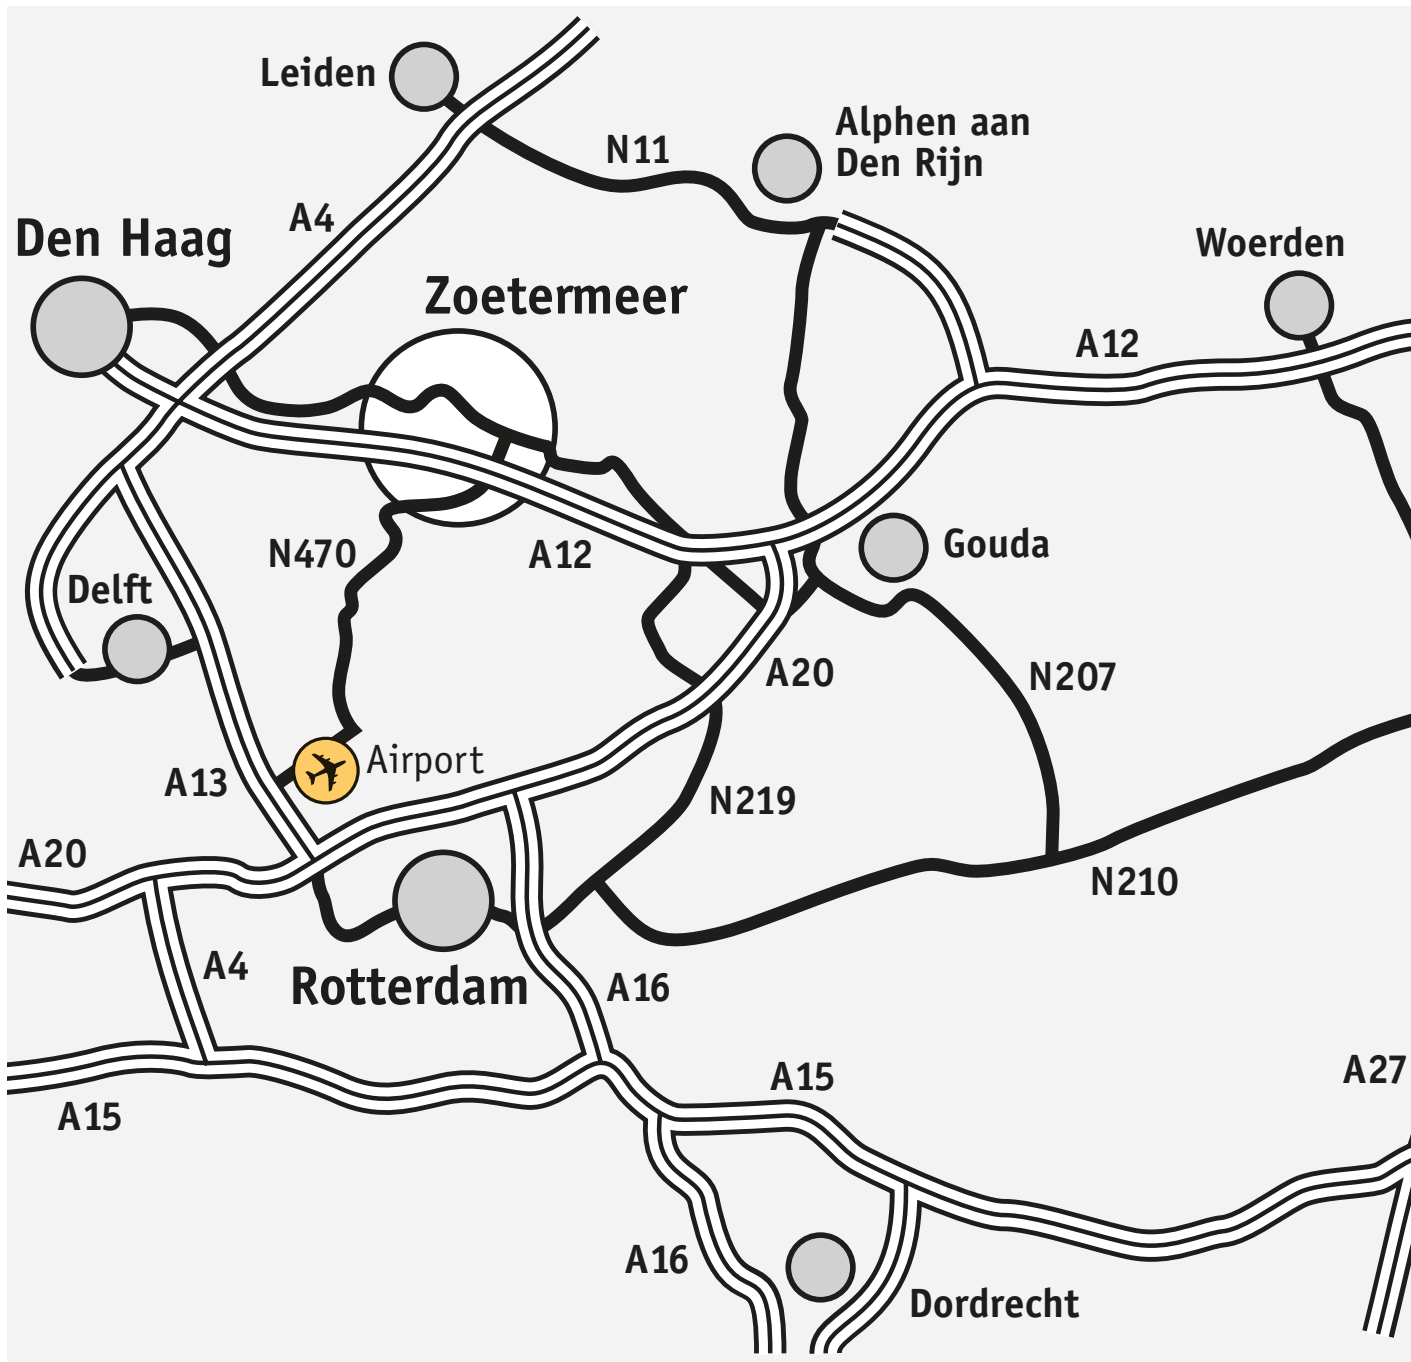 Leiden
Alphen aan
Den Rijn
N11
A4
Den Haag
Woerden
Zoetermeer
A12
N470
A12
Gouda
Delft
A20
N207
Airport
A13
N219
A20
N210
A4
Rotterdam
A16
A15
A27
A15
A16
Dordrecht